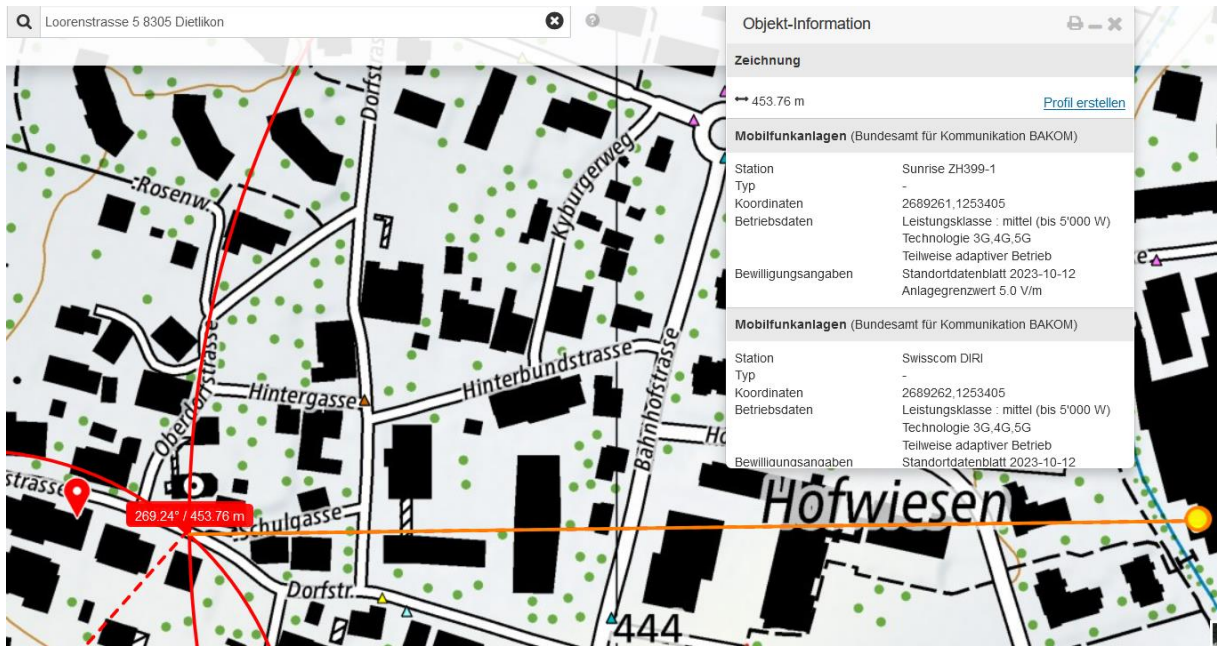 Loorenstrasse 5 8305 Dietlikon
?
Objekt-Information
Zeichnung
453.76 m Profil erstellen
Mobilfunkanlagen (Bundesamt für Kommunikation BAKOM)
Station Sunrise ZH399-1
Typ -
Koordinaten 2689261,1253405
Betriebsdaten Leistungsklasse : mittel (bis 5'000 W)
Technologie 3G,4G,5G
Teilweise adaptiver Betrieb
Bewilligungsangaben Standortdatenblatt 2023-10-12
Anlagegrenzwert 5.0 V/m
Mobilfunkanlagen (Bundesamt für Kommunikation BAKOM)
Station Swisscom DIRI
Typ -
Koordinaten 2689262,1253405
Betriebsdaten Leistungsklasse : mittel (bis 5'000 W)
Technologie 3G,4G,5G
Teilweise adaptiver Betrieb
Bewilligungsangaben Standortdatenblatt 2023-10-12
Dorfstr
Rosenw.
Kyburgerweg
Oberdorfstrasse
Hintergasse
Hinterbundstrasse
Bahnhofstrasse
strasse
269.24° / 453.76 m
Schulgasse
Hofwiesen
Dorfstr.
444